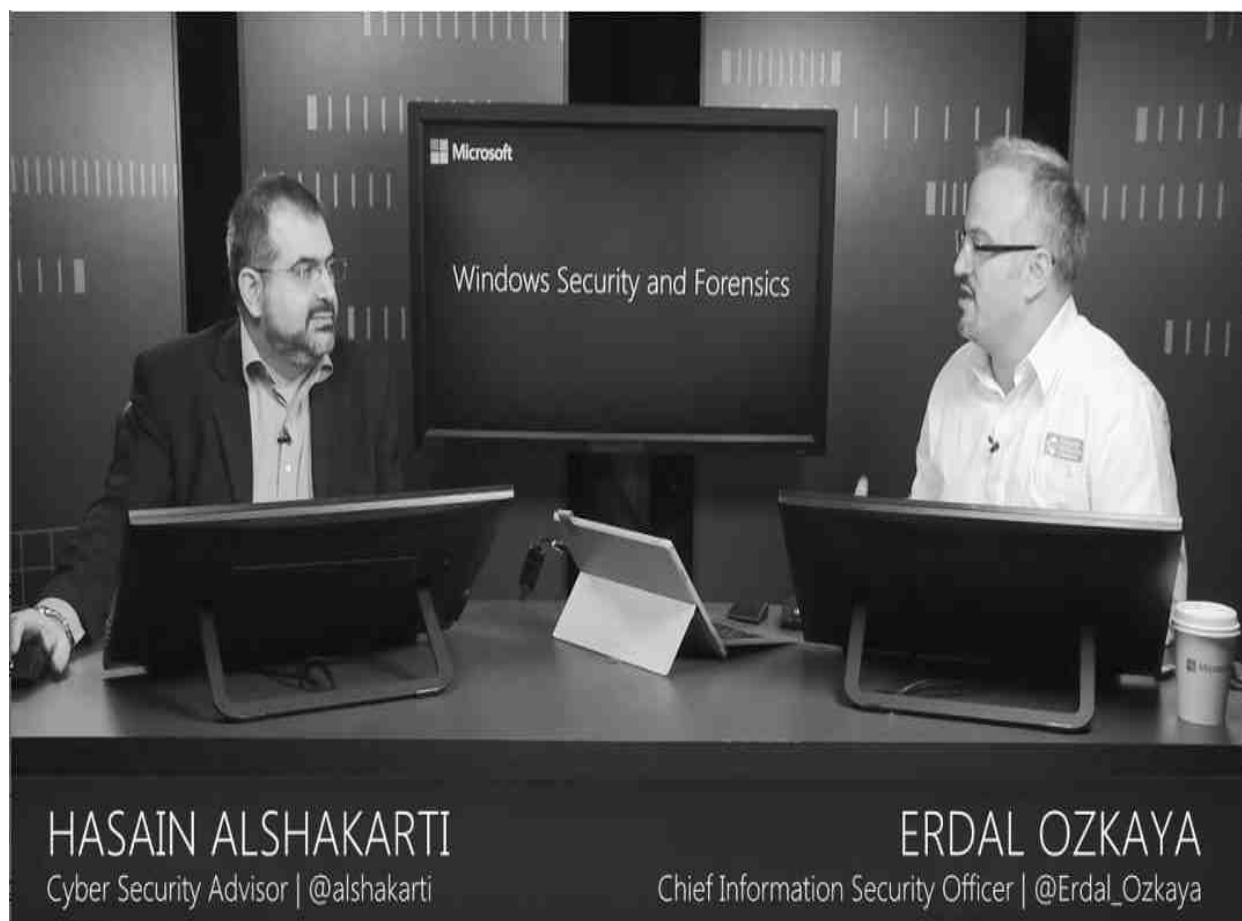 Microsoft
Windows Security and Forensics
HASAIN ALSHAKARTI
Cyber Security Advisor | @alshakarti
ERDAL OZKAYA
Chief Information Security Officer | @Erdal_Ozkaya